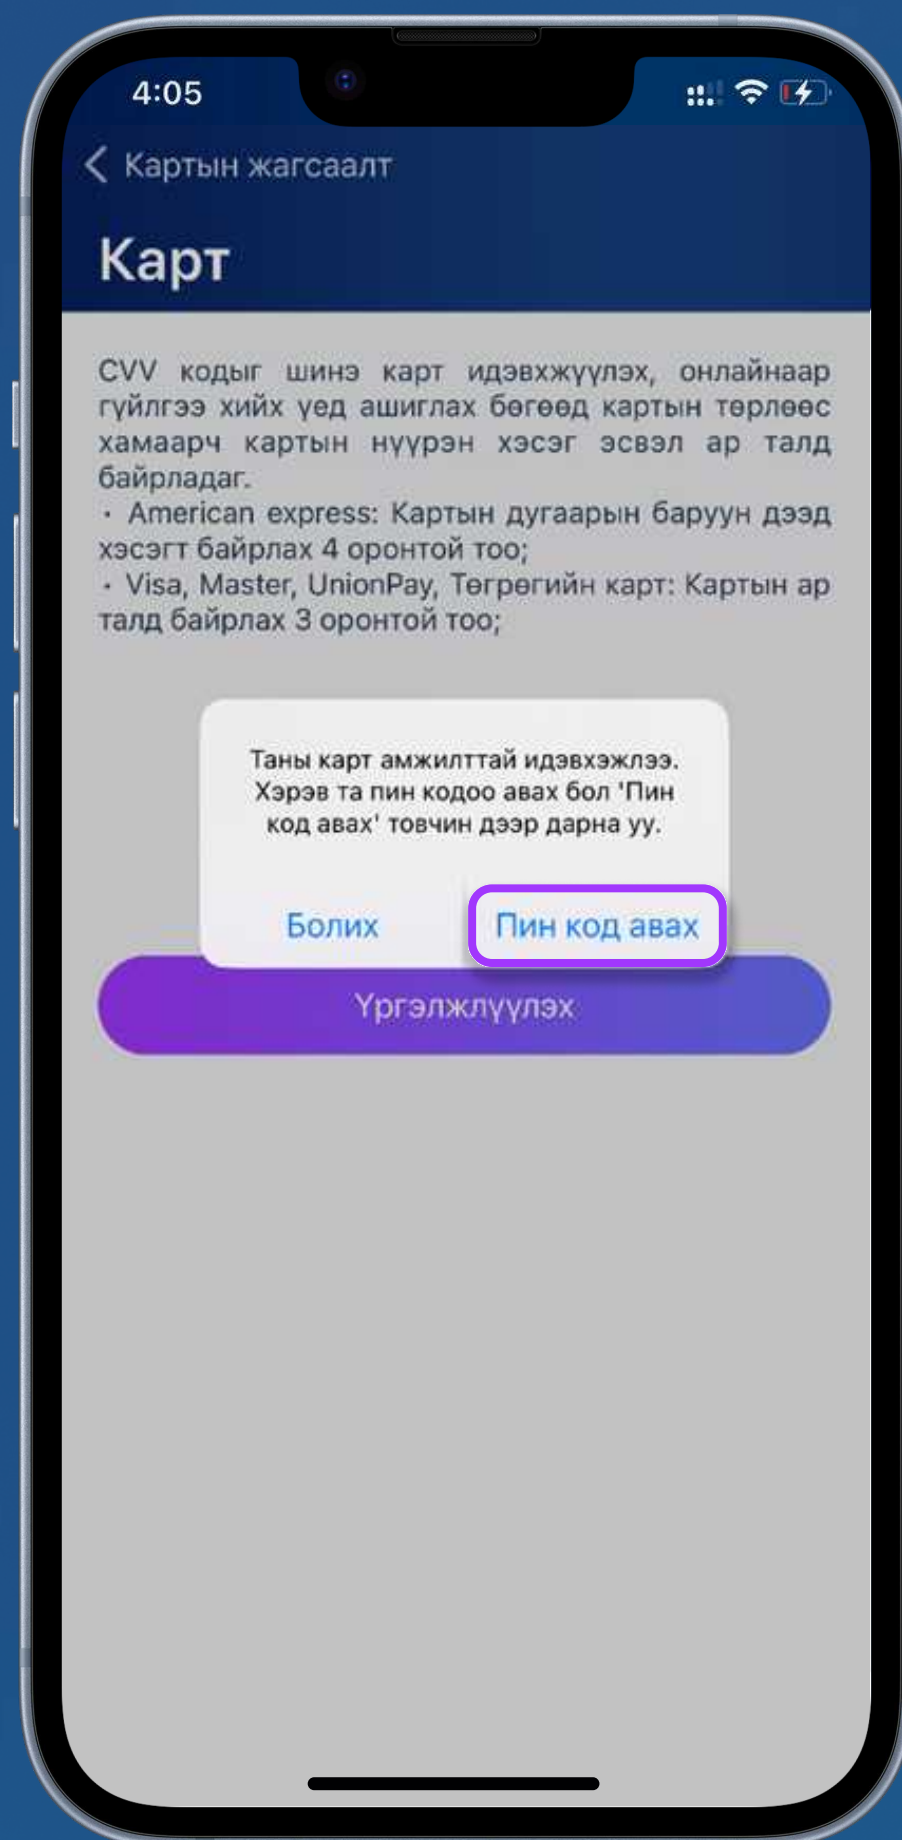 4:05
Картын жагсаалт
Карт
CVV кодыг шинэ карт идэвхжүүлэх, онлайнаар
гүйлгээ хийх үед ашиглах бөгөөд картын төрлөөс
хамаарч картын нүүрэн хэсэг эсвэл ар талд
байрладаг.
· American express: Картын дугаарын баруун дээд
хэсэгт байрлах 4 оронтой тоо;
· Visa, Master, UnionPay, Төгрөгийн карт: Картын ар
талд байрлах 3 оронтой тоо;
Таны карт амжилттай идэвхэжлээ.
Хэрэв та пин кодоо авах бол 'Пин
код авах' товчин дээр дарна уу.
Болих
Пин код авах
Үргэлжлүүлэх